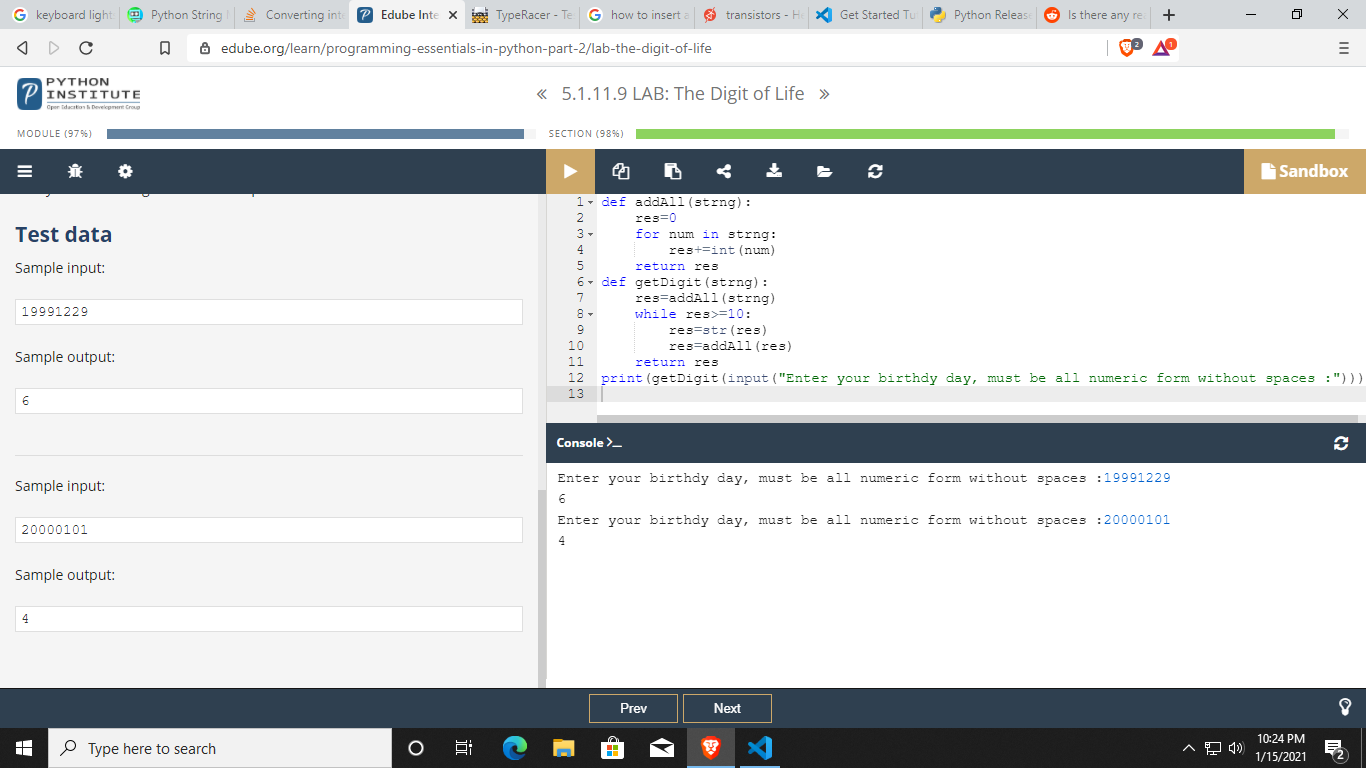 keyboard light
Python String
Converting inte
Edube Inte
TypeRacer - Te
how to insert a
transistors - H
Get Started Tu
Python Release
Is there any re
edube.org/learn/programming-essentials-in-python-part-2/lab-the-digit-of-life
2
1
PYTHON
INSTITUTE
Open Education & Development Group
« 5.1.11.9 LAB: The Digit of Life »
MODULE (97%)
SECTION (98%)
Sandbox
Test data
Sample input:
19991229
Sample output:
6
Sample input:
20000101
Sample output:
4
1 def addAll(strng):
2 res=0
3 for num in strng:
4 res+=int(num)
5 return res
6 def getDigit(strng):
7 res=addAll(strng)
8 while res>=10:
9 res=str(res)
10 res=addAll(res)
11 return res
12 print(getDigit(input("Enter your birthdy day, must be all numeric form without spaces :")))
13
Console
Enter your birthdy day, must be all numeric form without spaces :19991229
6
Enter your birthdy day, must be all numeric form without spaces :20000101
4
Prev
Next
Type here to search
10:24 PM
1/15/2021
2